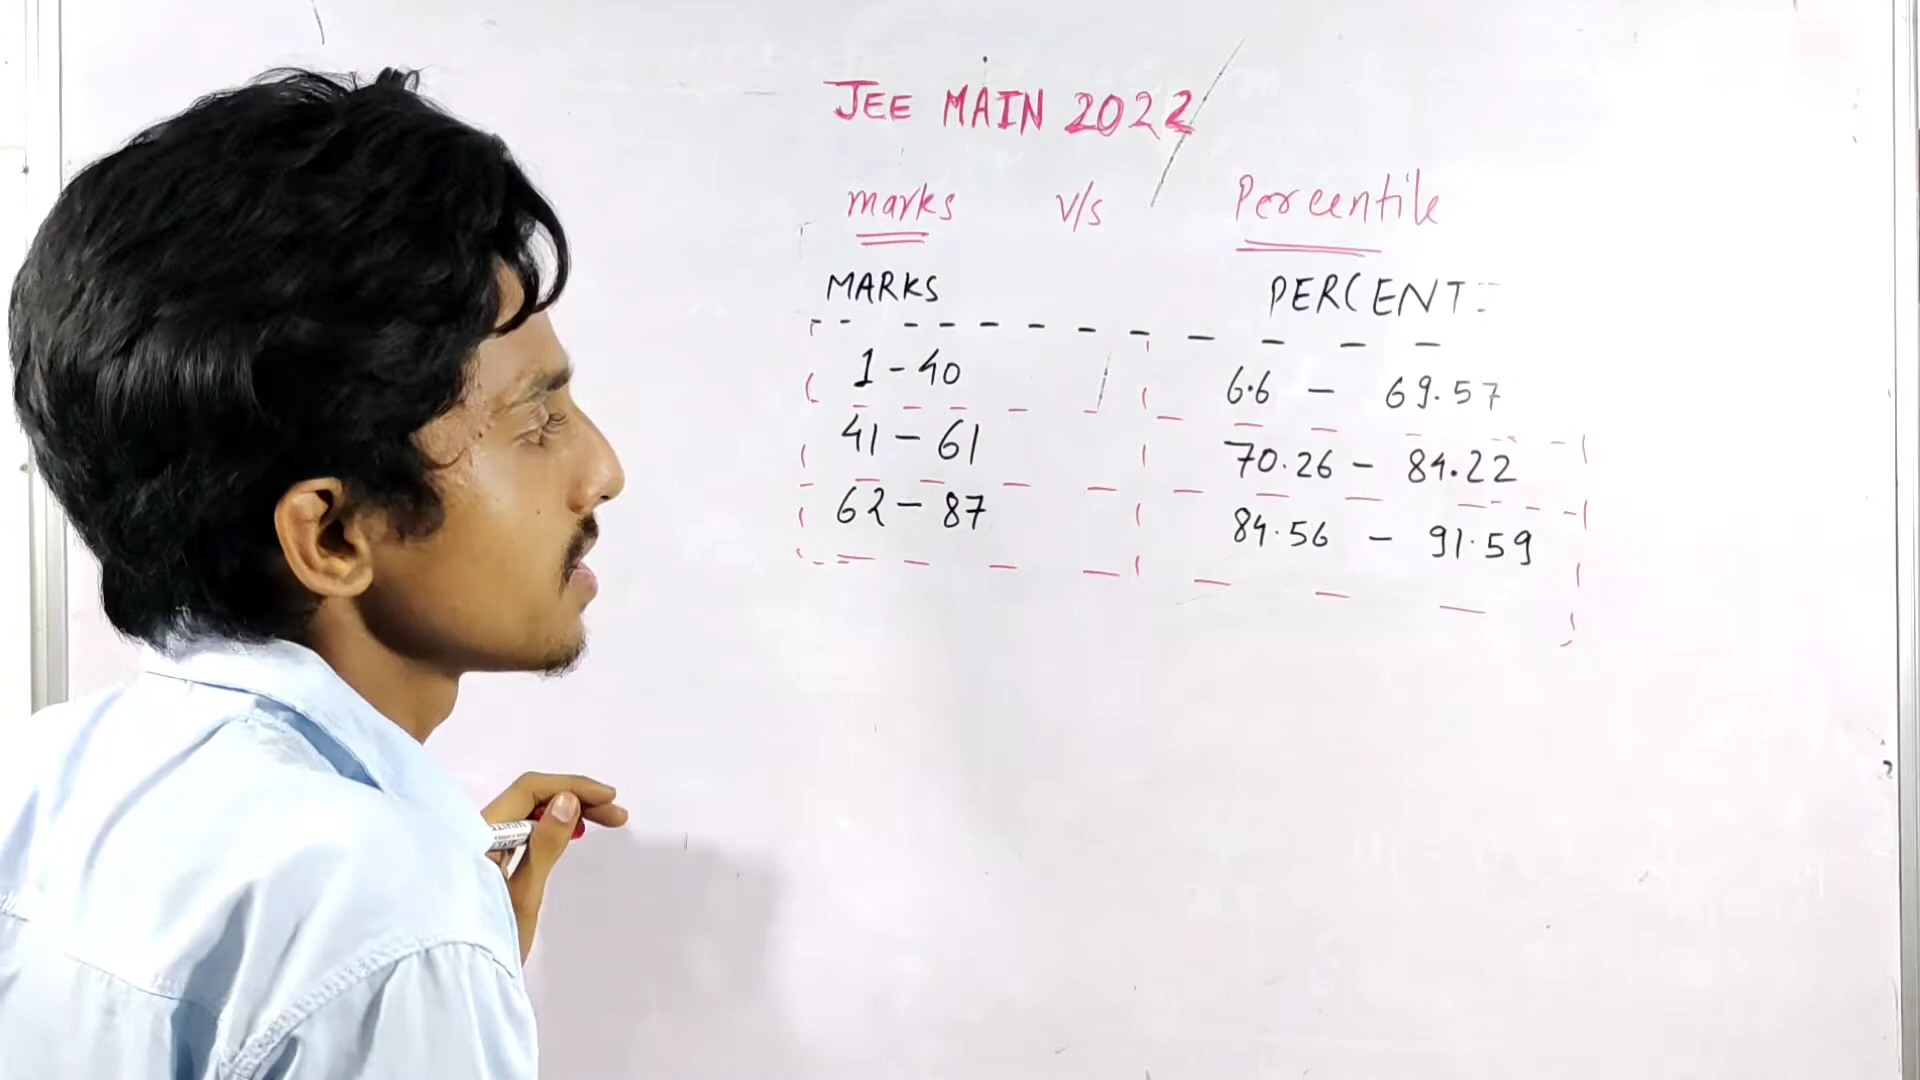 JEE MAIN 2022
marks v/s Percentile
MARKS PERCENT
1-40 6.6 - 69.57
41-61 70.26 - 84.22
62-87 84.56 - 91.59